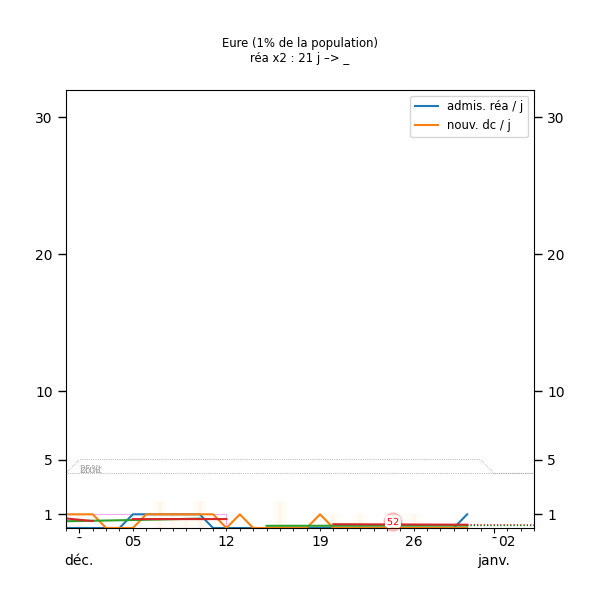 Eure (1% de la population)
réa x2 : 21 j –> _
admis. réa / j
nouv. dc / j
30 30
20 20
10 10
5 5
1 1
52
- 05 12 19 26 - 02
déc. janv.